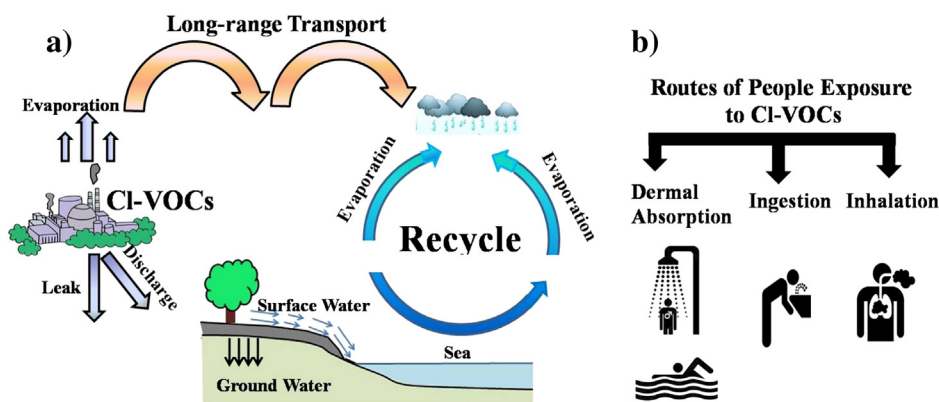 a)
Long-range Transport
Evaporation
Cl-VOCs
Leak
Discharge
Surface Water
Ground Water
Sea
Evaporation
Evaporation
Recycle
b)
Routes of People Exposure
to Cl-VOCs
Dermal
Absorption
Ingestion
Inhalation